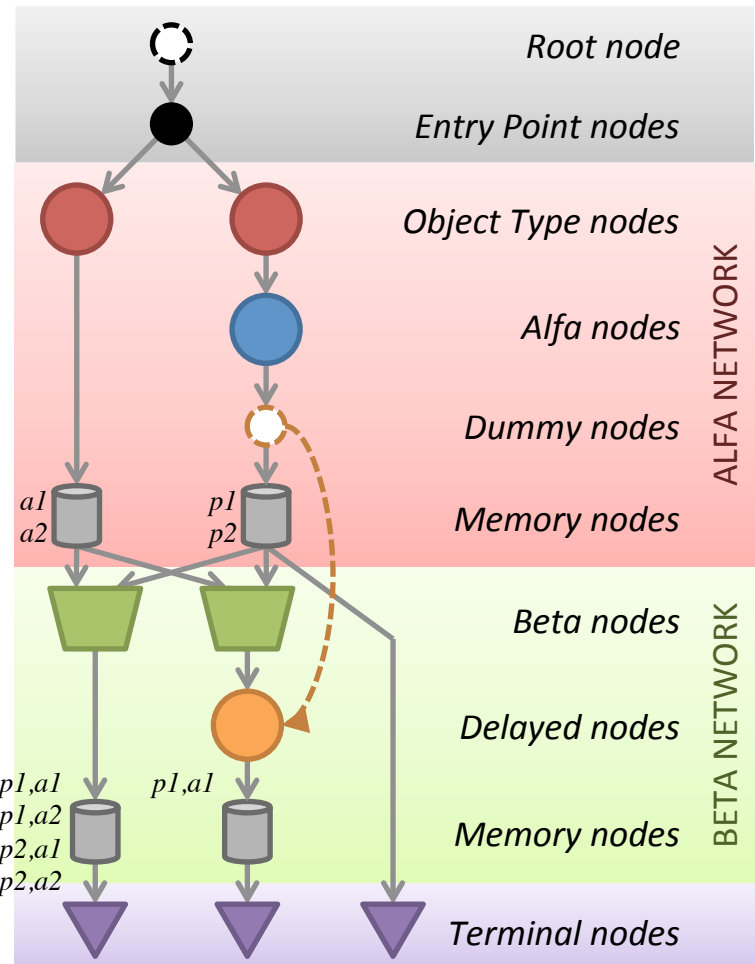 Root node
Entry Point nodes
Object Type nodes
ALFA NETWORK
Alfa nodes
Dummy nodes
a1
a2
p1
p2
Memory nodes
Beta nodes
BETA NETWORK
Delayed nodes
p1,a1
p1,a2
p2,a1
p2,a2
p1,a1
Memory nodes
Terminal nodes